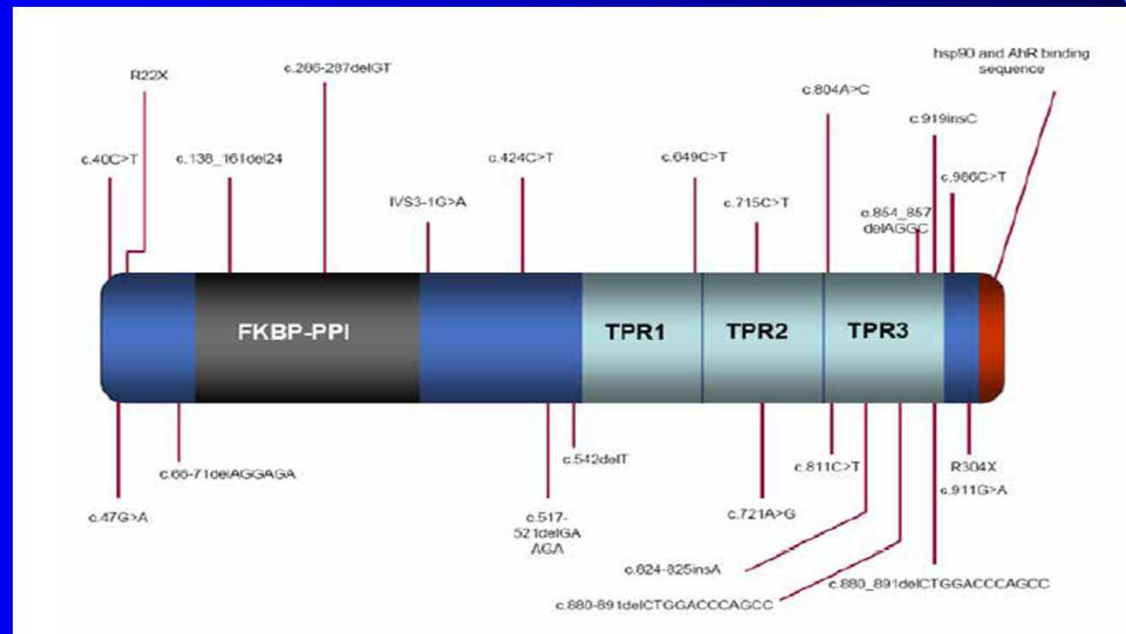 hsp90 and AhR binding
sequence
R22X
c.286-287delGT
c.804A>C
c.919insC
c.40C>T
c.138_161del24
c.424C>T
c.649C>T
c.986C>T
IVS3-1G>A
c.715C>T
c.854_857
delAGGC
FKBP-PPI
TPR1
TPR2
TPR3
c.66-71delAGGAGA
c.542delT
c.811C>T
R304X
c.911G>A
c.47G>A
c.517-
521delGA
AGA
c.721A>G
c.824-825insA
c.880_891delCTGGACCCAGCC
c.880-891delCTGGACCCAGCC